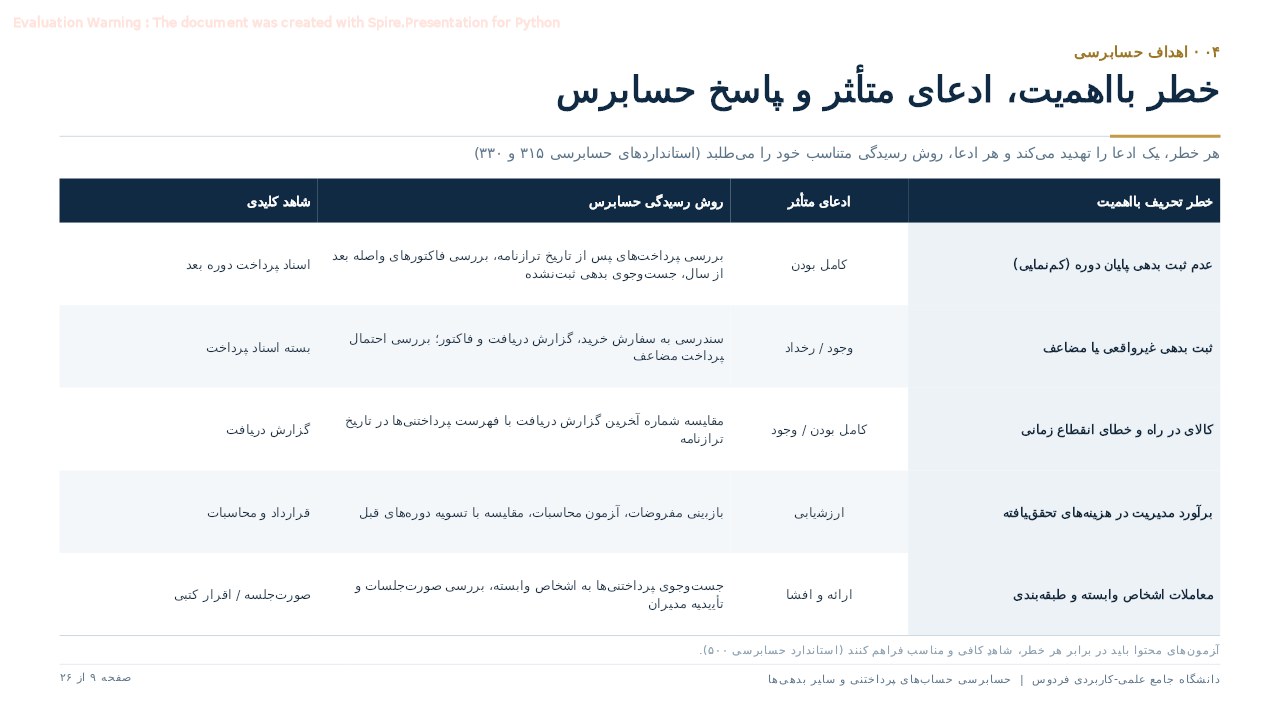 Evaluation Warning : The document was created with Spire.Presentation for Python
۰۴ · اهداف حسابرسی
خطر بااهمیت، ادعای متأثر و پاسخ حسابرس
هر خطر، یک ادعا را تهدید می‌کند و هر ادعا، روش رسیدگی متناسب خود را می‌طلبد (استانداردهای حسابرسی ۳۱۵ و ۳۳۰)
خطر تحریف بااهمیت
ادعای متأثر
روش رسیدگی حسابرس
شاهد کلیدی
عدم ثبت بدهی پایان دوره (کم‌نمایی)
کامل بودن
بررسی پرداخت‌های پس از تاریخ ترازنامه، بررسی فاکتورهای واصله بعد
از سال، جست‌وجوی بدهی ثبت‌نشده
اسناد پرداخت دوره بعد
ثبت بدهی غیرواقعی یا مضاعف
وجود / رخداد
سندرسی به سفارش خرید، گزارش دریافت و فاکتور؛ بررسی احتمال
پرداخت مضاعف
بسته اسناد پرداخت
کالای در راه و خطای انقطاع زمانی
کامل بودن / وجود
مقایسه شماره آخرین گزارش دریافت با فهرست پرداختنی‌ها در تاریخ
ترازنامه
گزارش دریافت
برآورد مدیریت در هزینه‌های تحقق‌یافته
ارزشیابی
بازبینی مفروضات، آزمون محاسبات، مقایسه با تسویه دوره‌های قبل
قرارداد و محاسبات
معاملات اشخاص وابسته و طبقه‌بندی
ارائه و افشا
جست‌وجوی پرداختنی‌ها به اشخاص وابسته، بررسی صورت‌جلسات و
تأییدیه مدیران
صورت‌جلسه / اقرار کتبی
آزمون‌های محتوا باید در برابر هر خطر، شاهدِ کافی و مناسب فراهم کنند (استاندارد حسابرسی ۵۰۰).
دانشگاه جامع علمی-کاربردی فردوس | حسابرسی حساب‌های پرداختنی و سایر بدهی‌ها
صفحه ۹ از ۲۶